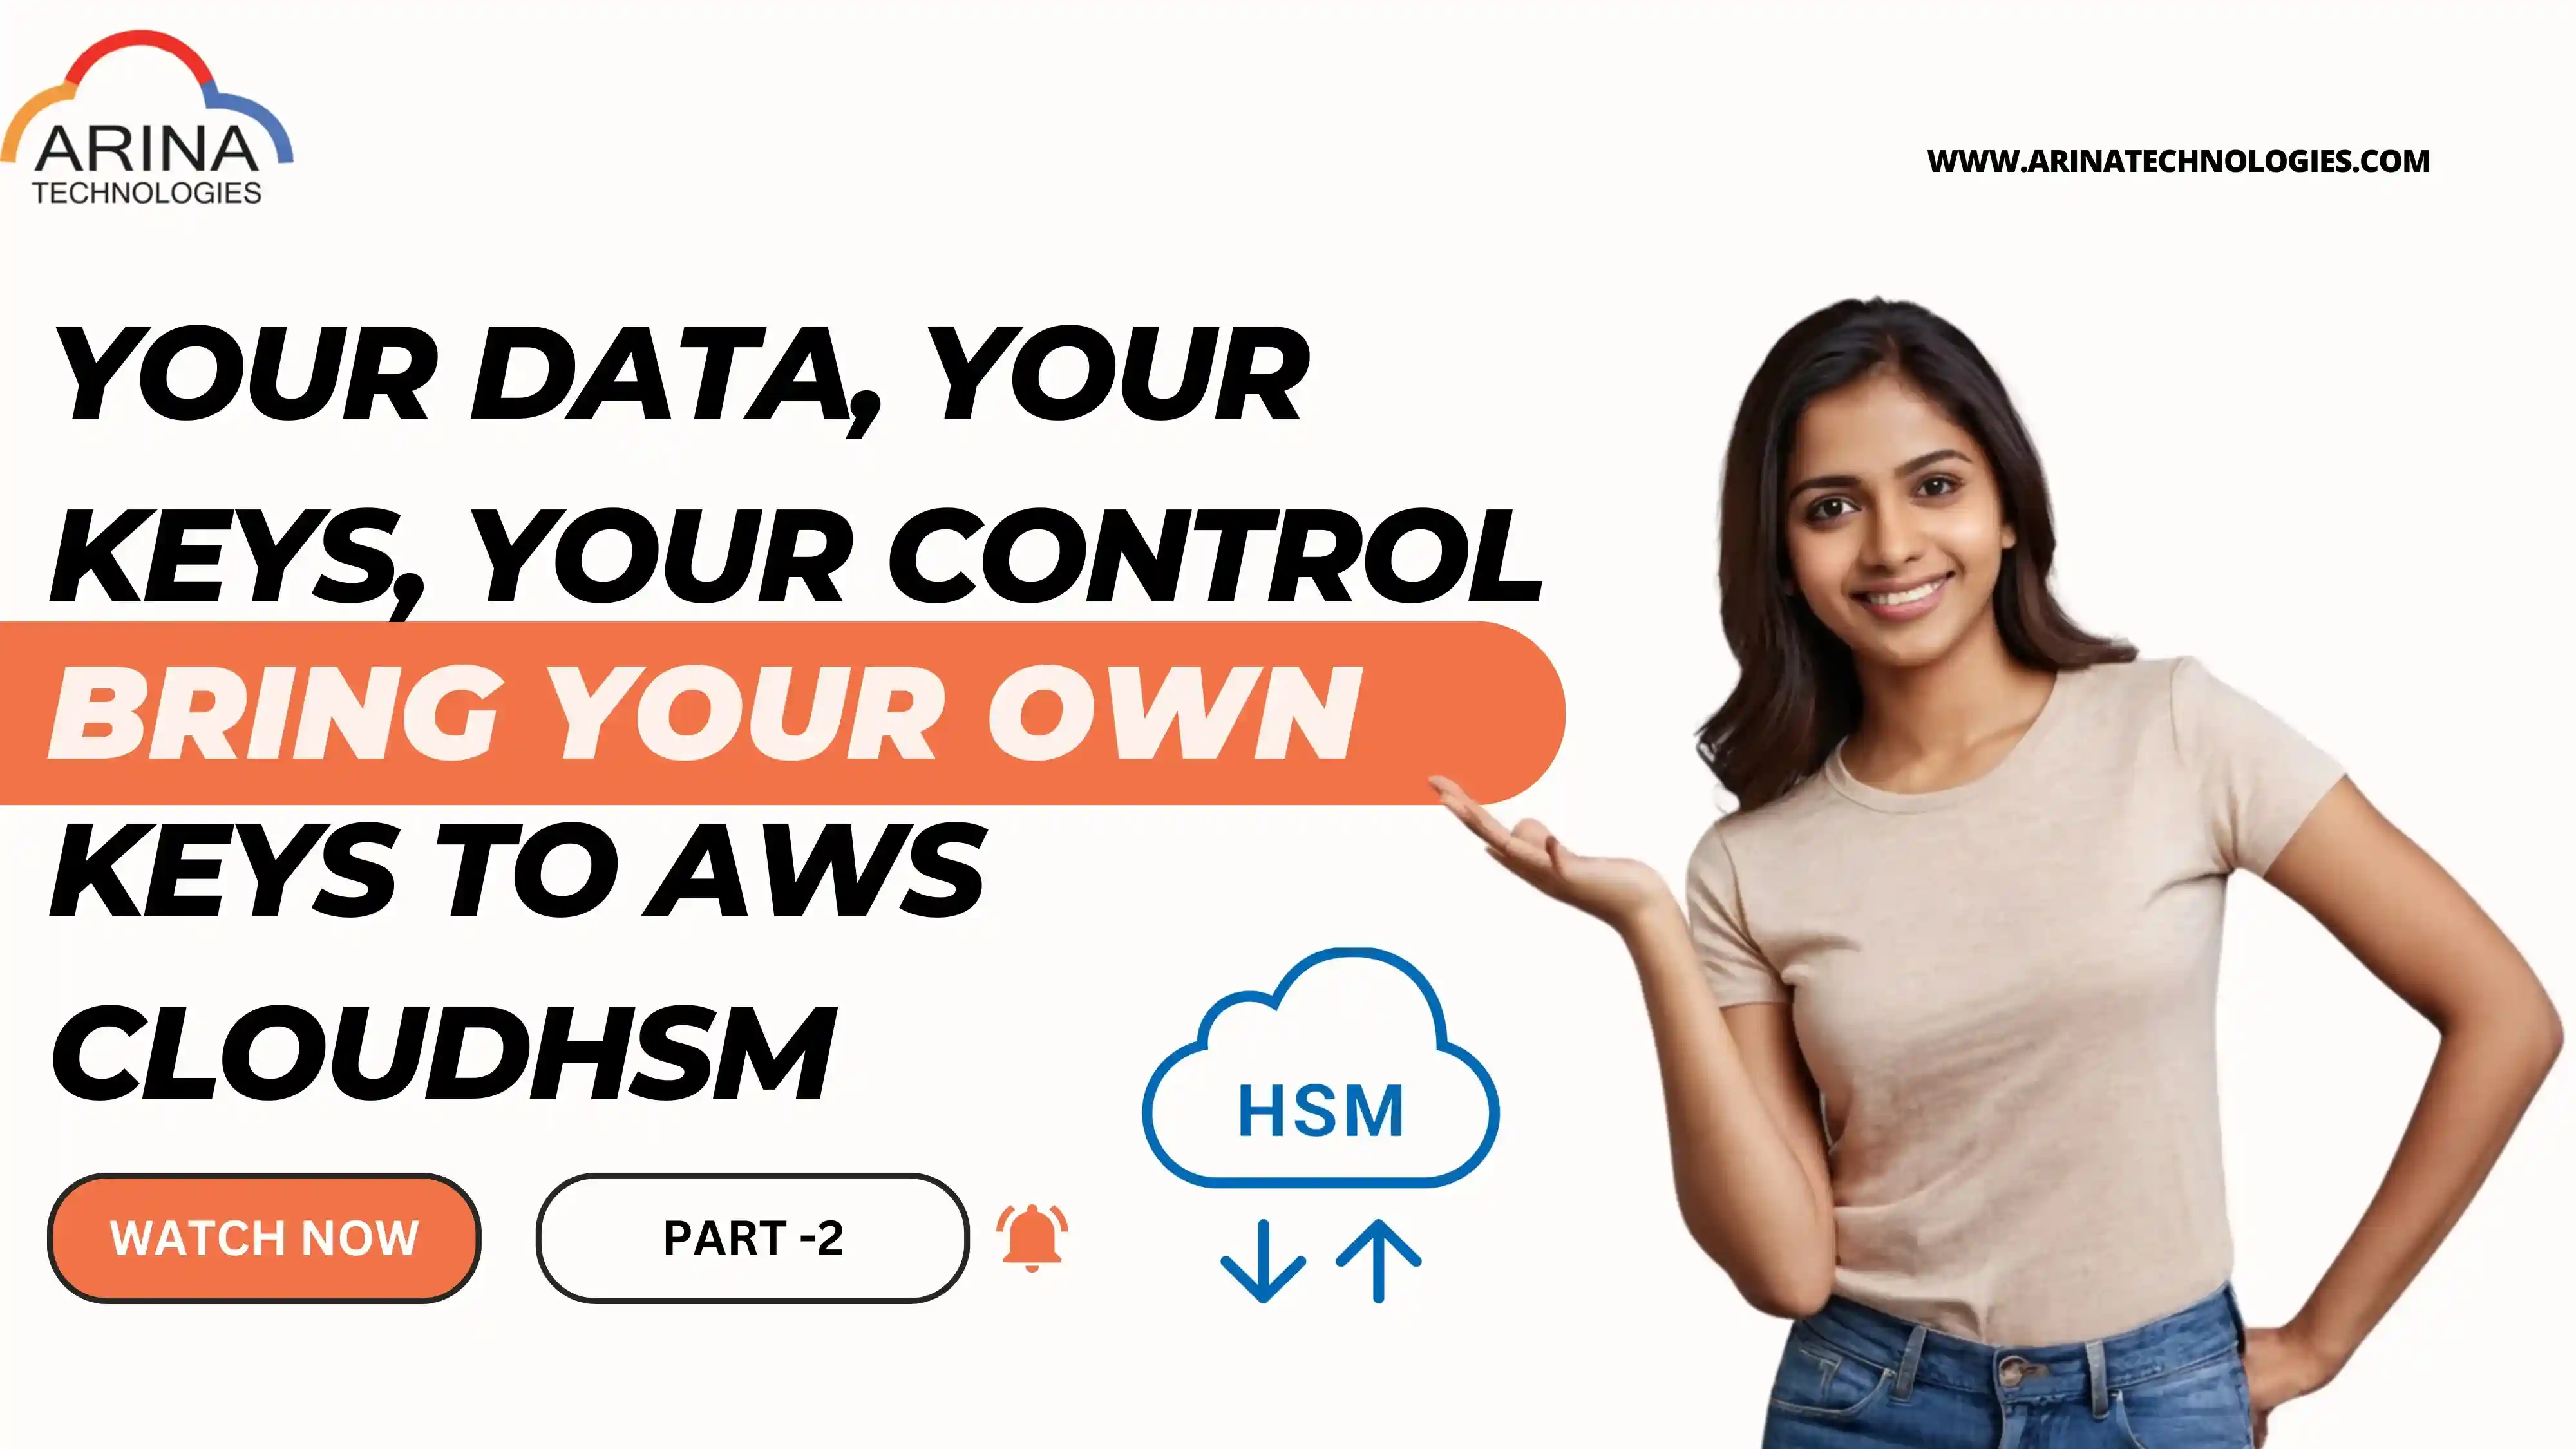 ARINA
TECHNOLOGIES
WWW.ARINATECHNOLOGIES.COM
YOUR DATA, YOUR
KEYS, YOUR CONTROL
BRING YOUR OWN
KEYS TO AWS
CLOUDHSM
HSM
WATCH NOW
PART -2